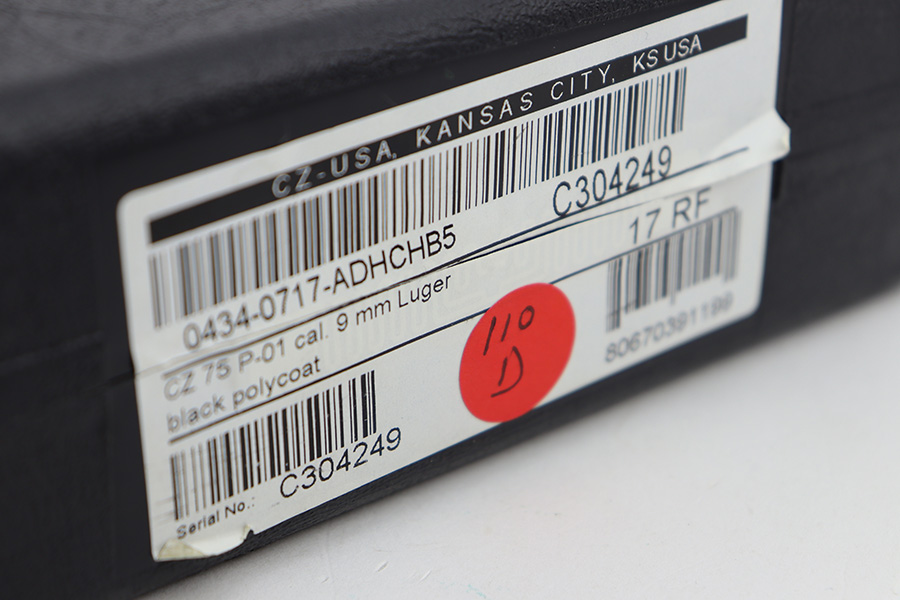 CZ-USA, KANSAS CITY, KS USA
0434-0717-ADHCHB5
C304249
CZ 75 P-01 cal. 9 mm Luger
black polycoat
17 RF
110
D
80670391199
Serial No.: C304249